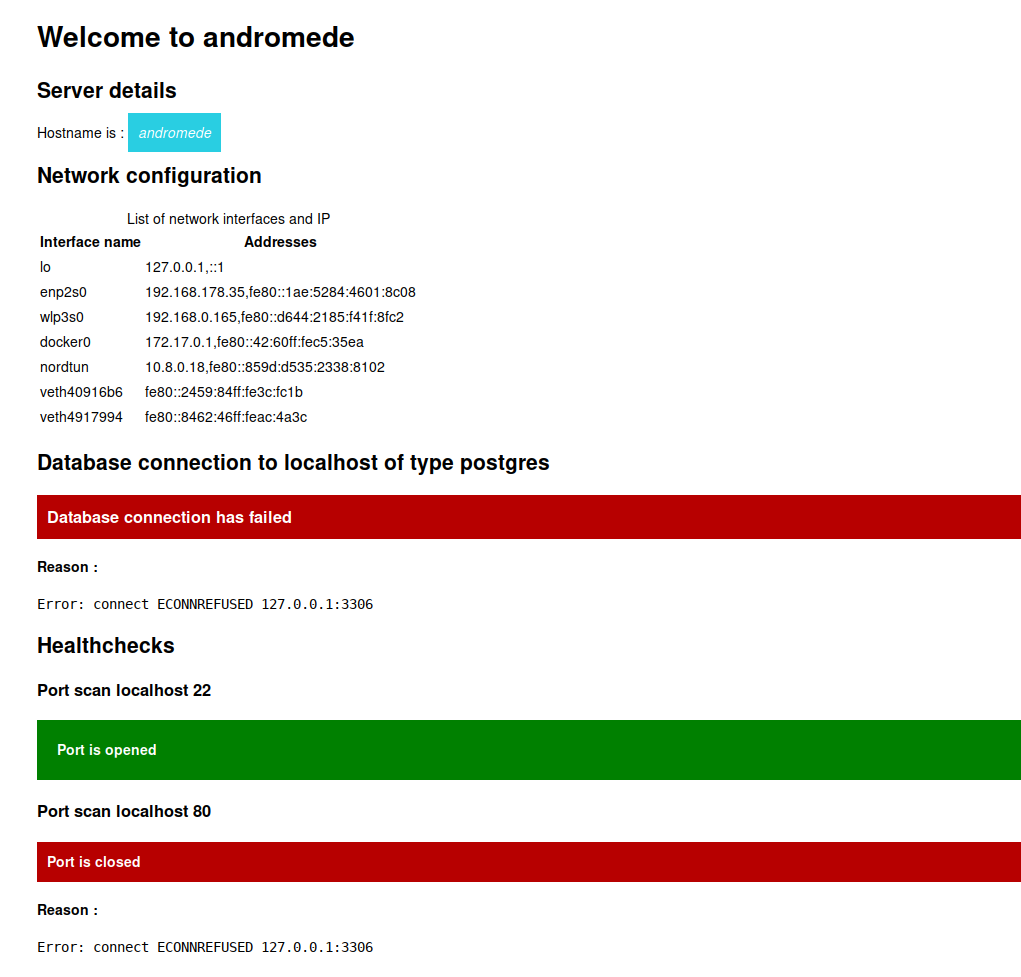 Welcome to andromede
Server details
Hostname is : andromede
Network configuration
List of network interfaces and IP
Interface name Addresses
lo 127.0.0.1,::1
enp2s0 192.168.178.35,fe80::1ae:5284:4601:8c08
wlp3s0 192.168.0.165,fe80::d644:2185:f41f:8fc2
docker0 172.17.0.1,fe80::42:60ff:fec5:35ea
nordtun 10.8.0.18,fe80::859d:d535:2338:8102
veth40916b6 fe80::2459:84ff:fe3c:fc1b
veth4917994 fe80::8462:46ff:feac:4a3c
Database connection to localhost of type postgres
Database connection has failed
Reason :
Error: connect ECONNREFUSED 127.0.0.1:3306
Healthchecks
Port scan localhost 22
Port is opened
Port scan localhost 80
Port is closed
Reason :
Error: connect ECONNREFUSED 127.0.0.1:3306